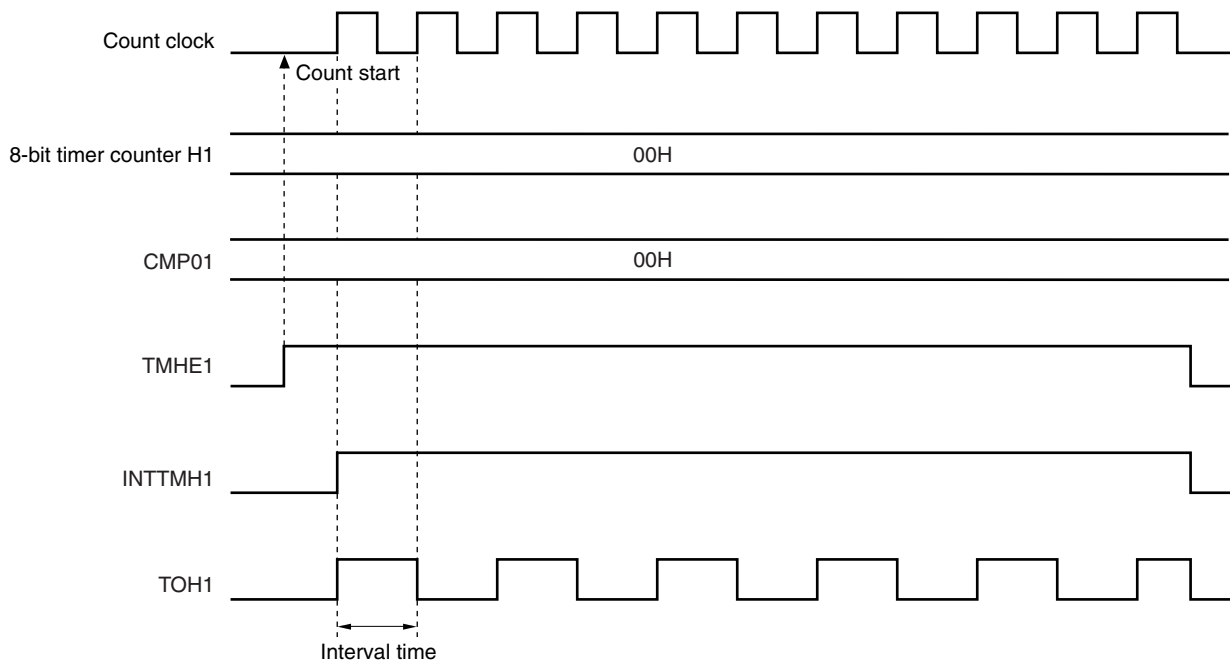 Count clock
Count start
8-bit timer counter H1
00H
CMP01
00H
TMHE1
INTTMH1
TOH1
Interval time